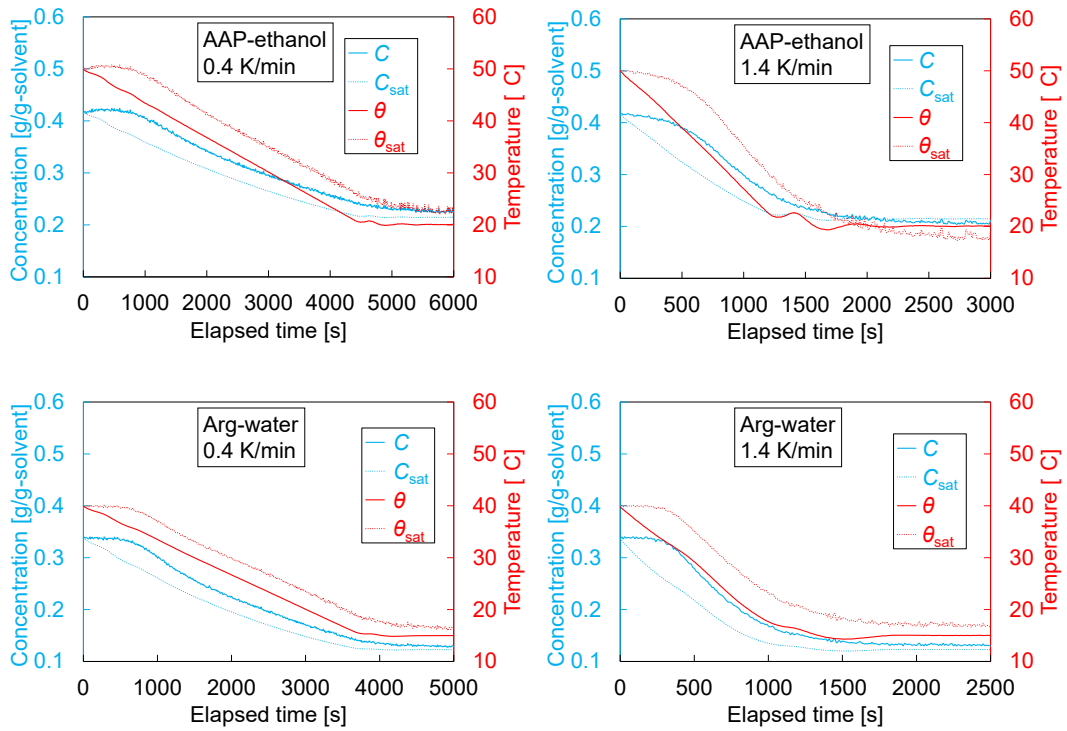 AAP-ethanol
0.4 K/min
C
Csat
θ
θsat
0.6
0.5
0.4
0.3
0.2
0.1
60
50
40
30
20
10
0
1000
2000
3000
4000
5000
6000
Concentration [g/g-solvent]
Temperature [ C]
Elapsed time [s]
AAP-ethanol
1.4 K/min
C
Csat
θ
θsat
0.6
0.5
0.4
0.3
0.2
0.1
60
50
40
30
20
10
0
500
1000
1500
2000
2500
3000
Concentration [g/g-solvent]
Temperature [ C]
Elapsed time [s]
Arg-water
0.4 K/min
C
Csat
θ
θsat
0.6
0.5
0.4
0.3
0.2
0.1
60
50
40
30
20
10
0
1000
2000
3000
4000
5000
Concentration [g/g-solvent]
Temperature [ C]
Elapsed time [s]
Arg-water
1.4 K/min
C
Csat
θ
θsat
0.6
0.5
0.4
0.3
0.2
0.1
60
50
40
30
20
10
0
500
1000
1500
2000
2500
Concentration [g/g-solvent]
Temperature [ C]
Elapsed time [s]